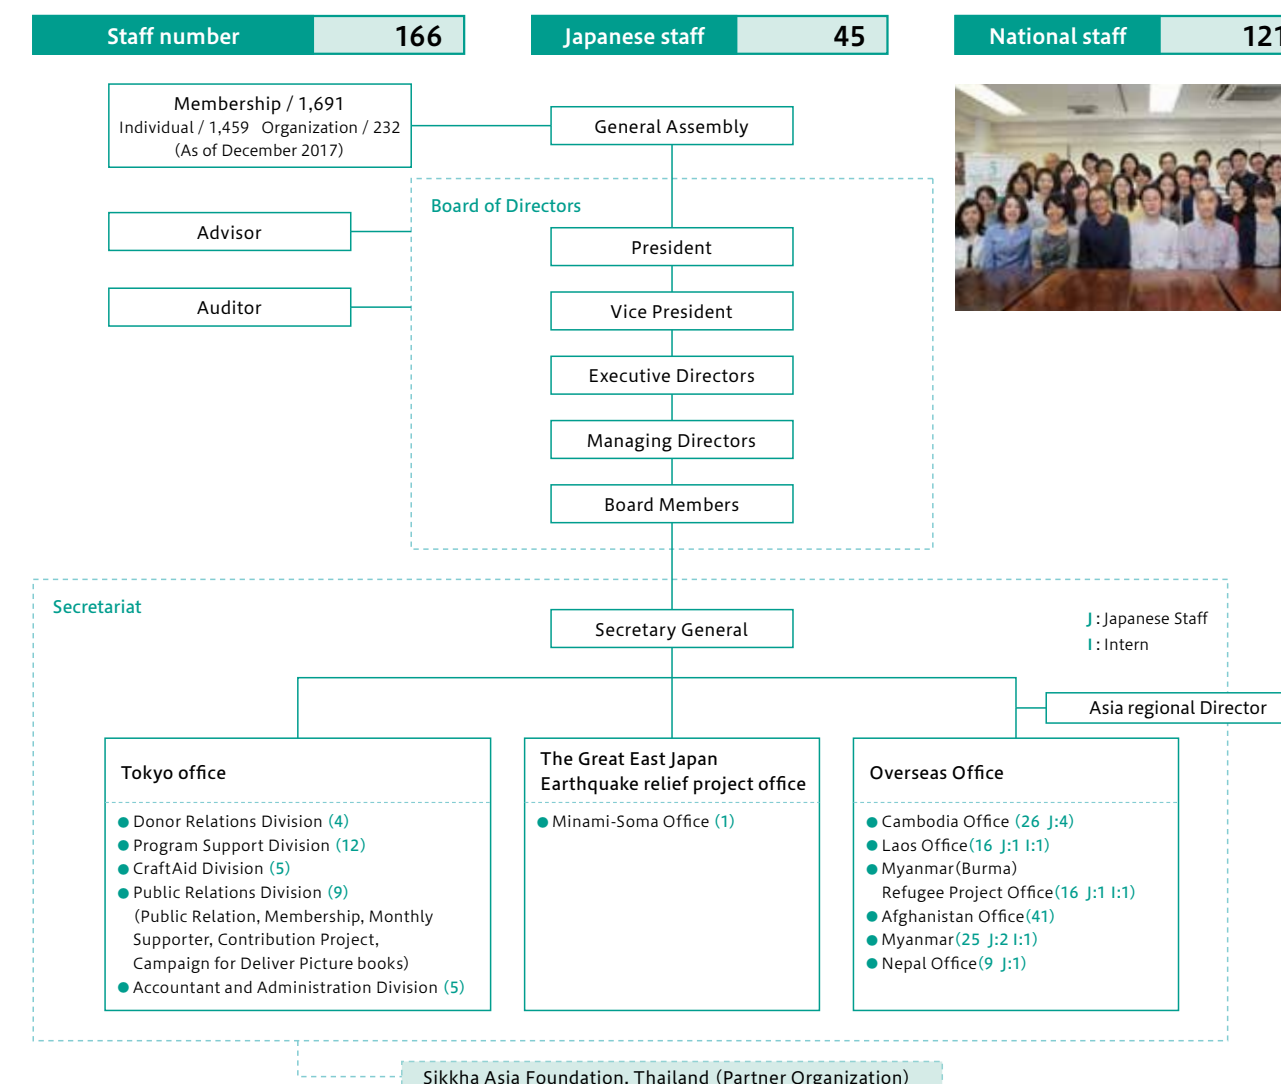 Staff number 166
Japanese staff 45
National staff 121
Membership / 1,691
Individual / 1,459 Organization / 232
(As of December 2017)
General Assembly
Board of Directors
Advisor
Auditor
President
Vice President
Executive Directors
Managing Directors
Board Members
Secretariat
Secretary General
J : Japanese Staff
I : Intern
Asia regional Director
Tokyo office
● Donor Relations Division (4)
● Program Support Division (12)
● CraftAid Division (5)
● Public Relations Division (9)
(Public Relation, Membership, Monthly
Supporter, Contribution Project,
Campaign for Deliver Picture books)
● Accountant and Administration Division (5)
The Great East Japan
Earthquake relief project office
● Minami-Soma Office (1)
Overseas Office
● Cambodia Office (26 J:4)
● Laos Office(16 J:1 I:1)
● Myanmar(Burma)
Refugee Project Office(16 J:1 I:1)
● Afghanistan Office(41)
● Myanmar(25 J:2 I:1)
● Nepal Office(9 J:1)
Sikkha Asia Foundation, Thailand (Partner Organization)